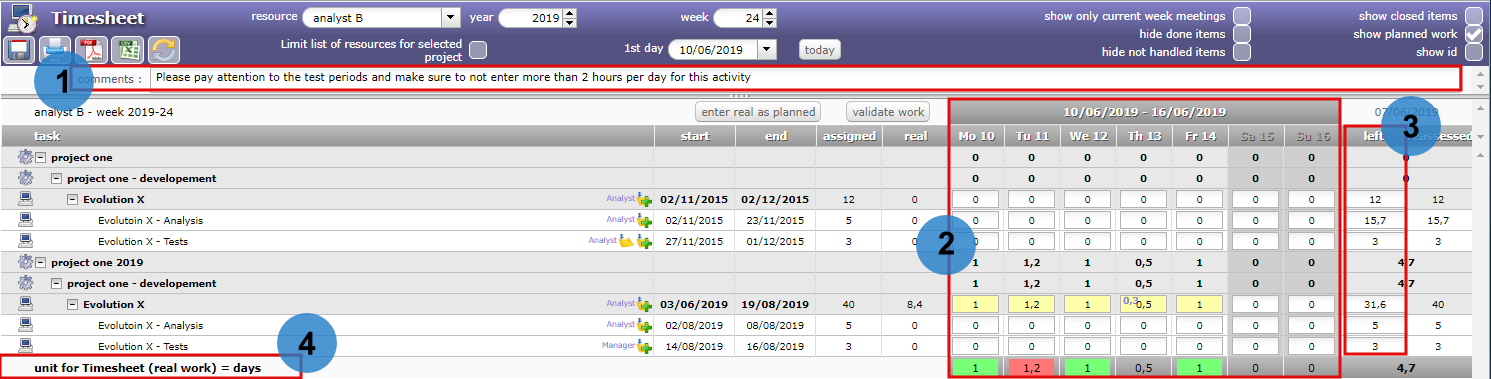 Timesheet resource analyst B year 2019 week 24 show only current week meetings show closed items
hide done items show planned work
Limit list of resources for selected project 1st day 10/06/2019 today hide not handled items show id
1 comments : Please pay attention to the test periods and make sure to not enter more than 2 hours per day for this activity
analyst B - week 2019-24 enter real as planned validate work 10/06/2019 - 16/06/2019 07/06/2019
3
task start end assigned real Mo 10 Tu 11 We 12 Th 13 Fr 14 Sa 15 Su 16 left
project one 0 0 0 0 0 0 0 0
project one - developement 0 0 0 0 0 0 0 0
Evolution X Analyst 02/11/2015 02/12/2015 12 0 0 0 0 0 0 0 0 12 12
Evolutoin X - Analysis Analyst 02/11/2015 23/11/2015 5 0 0 0 0 0 0 0 0 15,7 15,7
Evolution X - Tests Analyst 27/11/2015 01/12/2015 3 0 0 0 0 0 0 0 0 3 3
2
project one 2019 1 1,2 1 0,5 1 0 0 4,7
project one - developement 1 1,2 1 0,5 1 0 0 4,7
Evolution X Analyst 03/06/2019 19/08/2019 40 8,4 1 1,2 1 0,3 0,5 1 0 0 31,6 40
Evolutoin X - Analysis Analyst 02/08/2019 08/08/2019 5 0 0 0 0 0 0 0 0 5 5
4
Evolution X - Tests Manager 14/08/2019 16/08/2019 3 0 0 0 0 0 0 0 0 3 3
unit for Timesheet (real work) = days 1 1,2 1 0,5 1 0 0 4,7